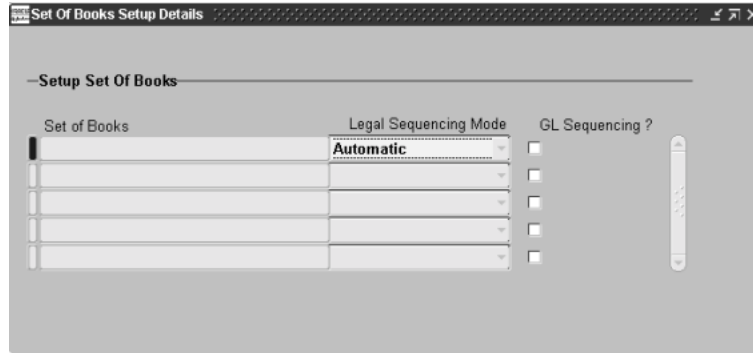 Set Of Books Setup Details
Setup Set Of Books
Set of Books Legal Sequencing Mode GL Sequencing ?
Automatic